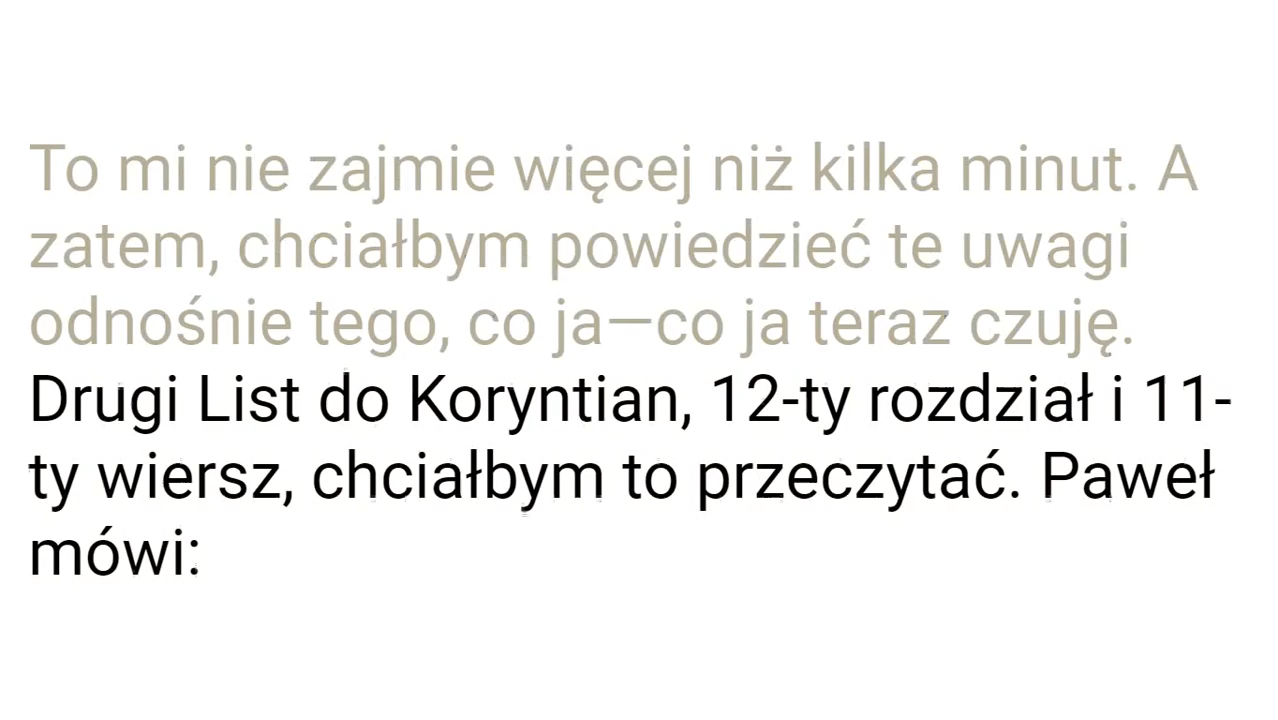 To mi nie zajmie więcej niż kilka minut. A
zatem, chciałbym powiedzieć te uwagi
odnośnie tego, co ja—co ja teraz czuję.
Drugi List do Koryntian, 12-ty rozdział i 11-
ty wiersz, chciałbym to przeczytać. Paweł
mówi: